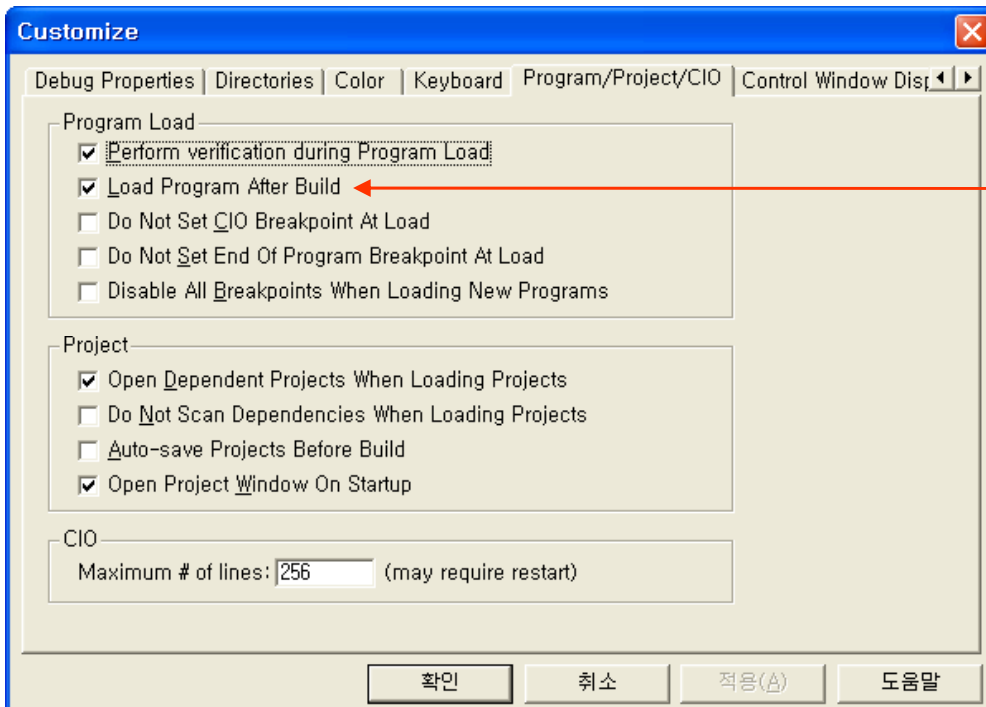 Customize
Debug Properties Directories Color Keyboard Program/Project/CIO Control Window Disp
Program Load
Perform verification during Program Load
Load Program After Build
Do Not Set CIO Breakpoint At Load
Do Not Set End Of Program Breakpoint At Load
Disable All Breakpoints When Loading New Programs
Project
Open Dependent Projects When Loading Projects
Do Not Scan Dependencies When Loading Projects
Auto-save Projects Before Build
Open Project Window On Startup
CIO
Maximum # of lines: 256 (may require restart)
확인 취소 적용(A) 도움말